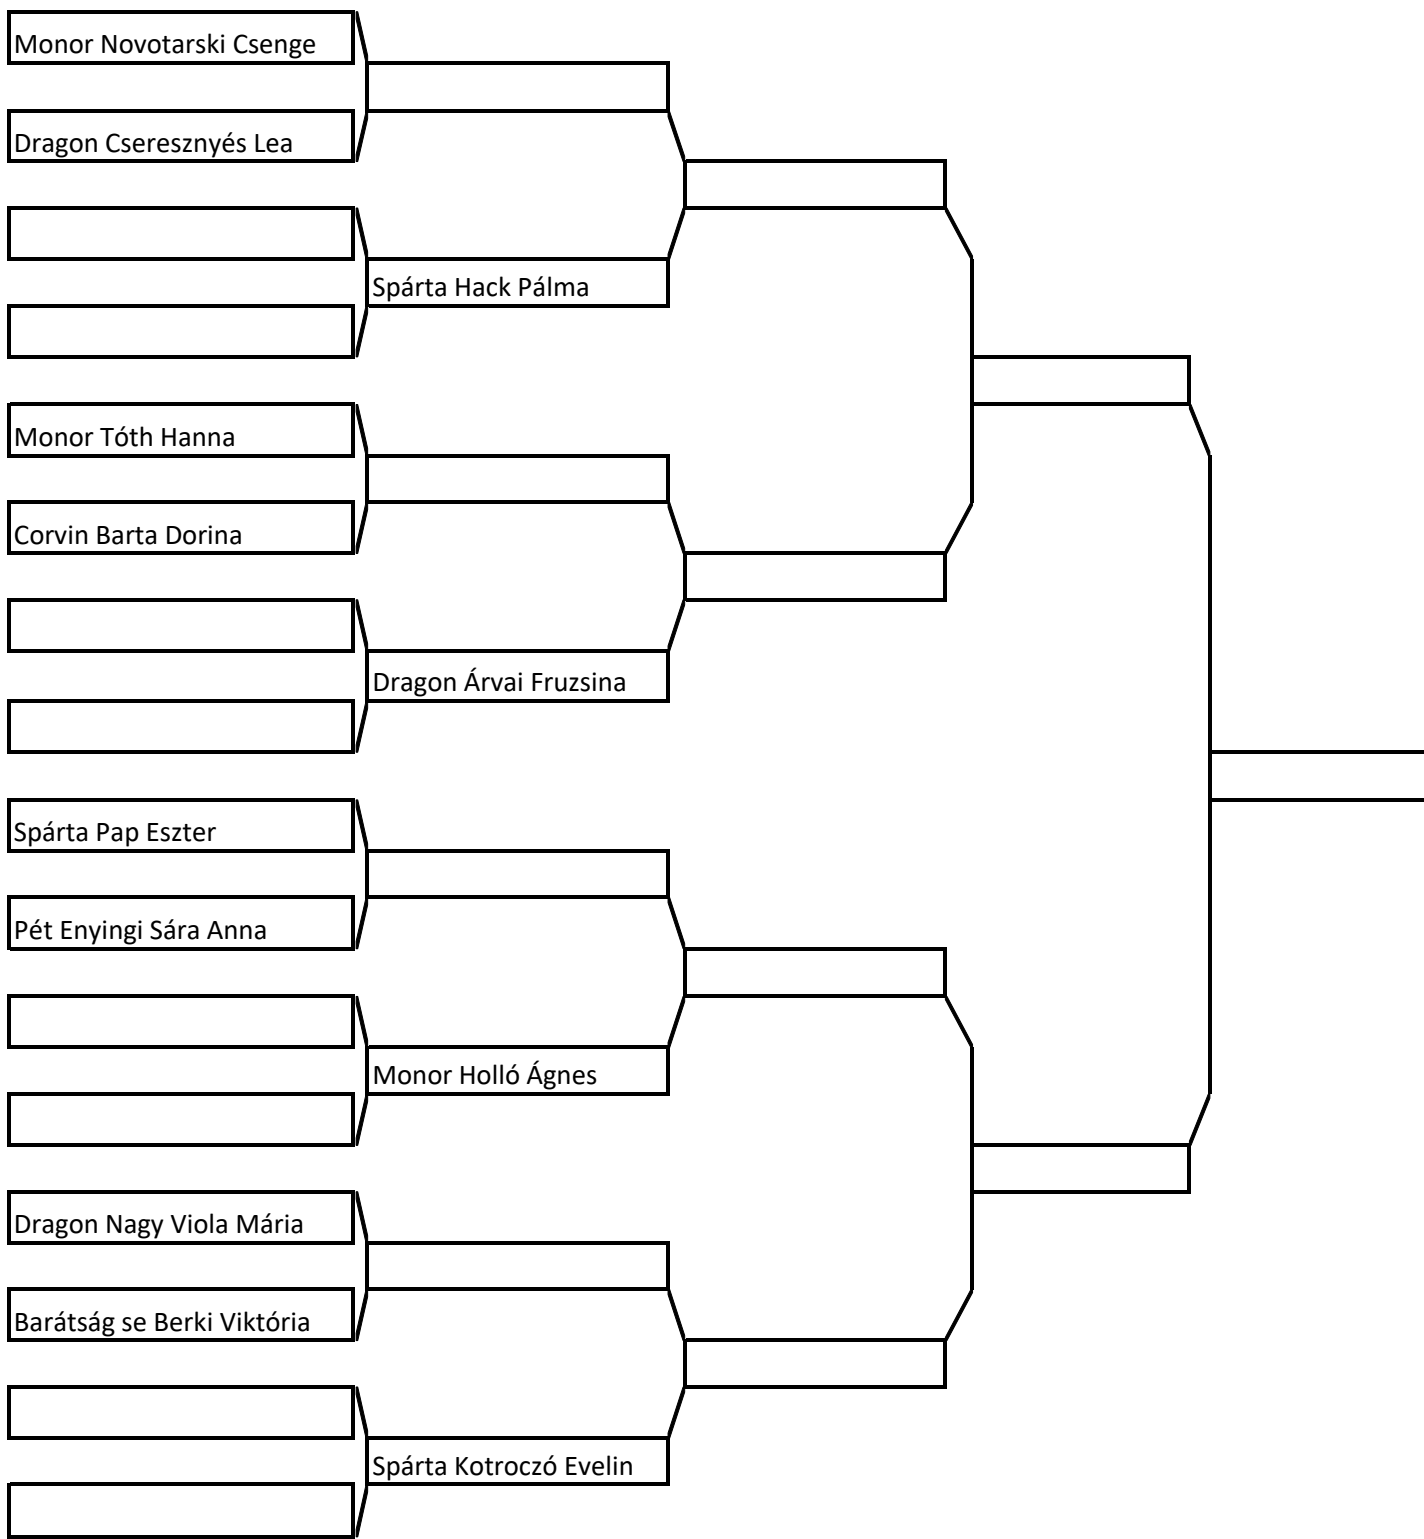 Monor Novotarski Csenge
Dragon Cseresznyés Lea
Spárta Hack Pálma
Monor Tóth Hanna
Corvin Barta Dorina
Dragon Árvai Fruzsina
Spárta Pap Eszter
Pét Enyingi Sára Anna
Monor Holló Ágnes
Dragon Nagy Viola Mária
Barátság se Berki Viktória
Spárta Kotroczó Evelin